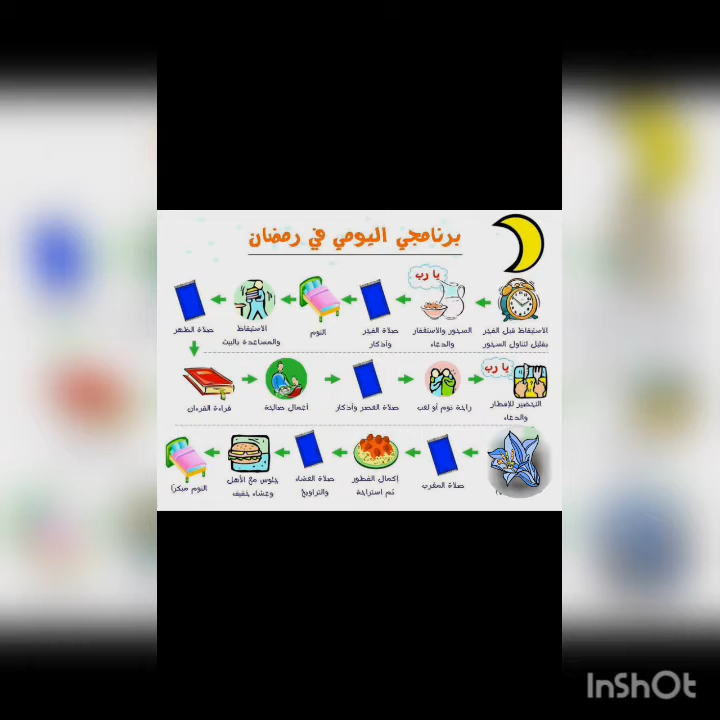 برنامجي اليومي في رمضان
يا رب
الاستيقاظ قبل الفجر
بقليل لتناول السحور
السحور والاستغفار
والدعاء
صلاة الفجر
وأذكار
النوم
الاستيقاظ
والمساعدة بالبيت
صلاة الظهر
قراءة القرءان
أعمال صالحة
صلاة العصر وأذكار
راحة نوم أو لعب
يا رب
التحضير للإفطار
والدعاء
صلاة المغرب
إكمال الفطور
ثم استراحة
صلاة العشاء
والتراويح
جلوس مع الأهل
وعشاء خفيف
النوم مبكرا
InShOt